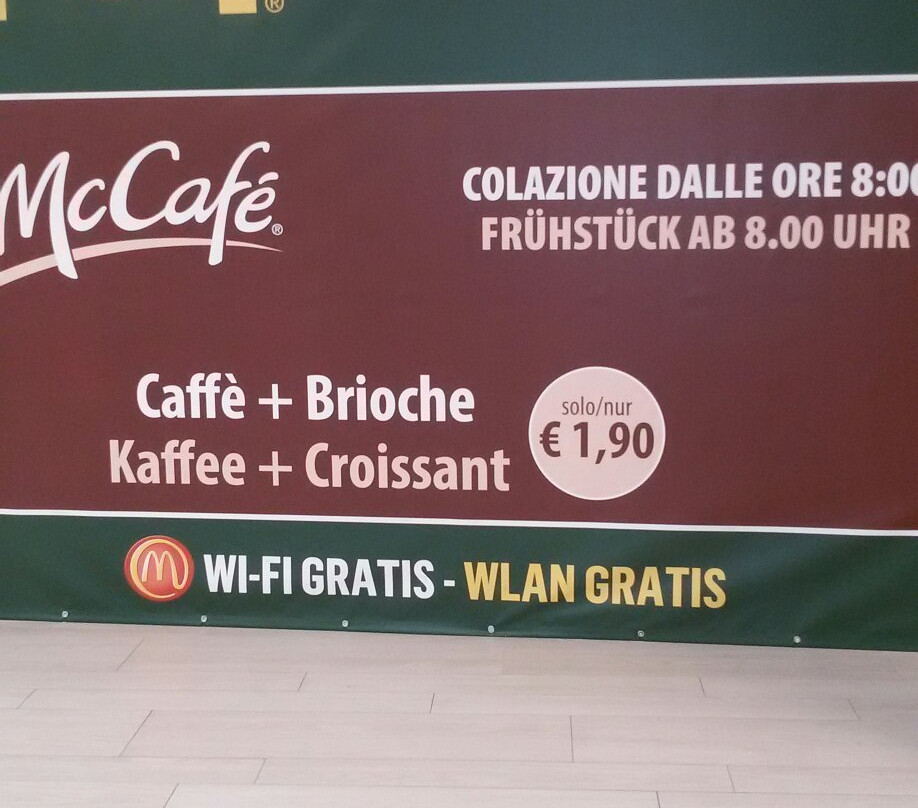 ®
McCafé®
COLAZIONE DALLE ORE 8:00
FRÜHSTÜCK AB 8.00 UHR
Caffè + Brioche
Kaffee + Croissant
solo/nur
€ 1,90
M WI-FI GRATIS - WLAN GRATIS